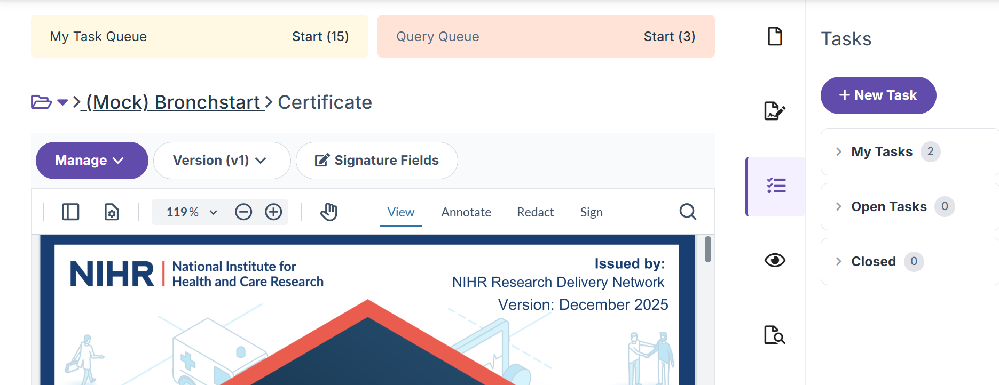 My Task Queue
Start (15)
Query Queue
Start (3)
(Mock) Bronchstart
Certificate
Manage
Version (v1)
Signature Fields
119%
View
Annotate
Redact
Sign
NIHR
National Institute for
Health and Care Research
Issued by:
NIHR Research Delivery Network
Version: December 2025
Tasks
+ New Task
My Tasks 2
Open Tasks 0
Closed 0